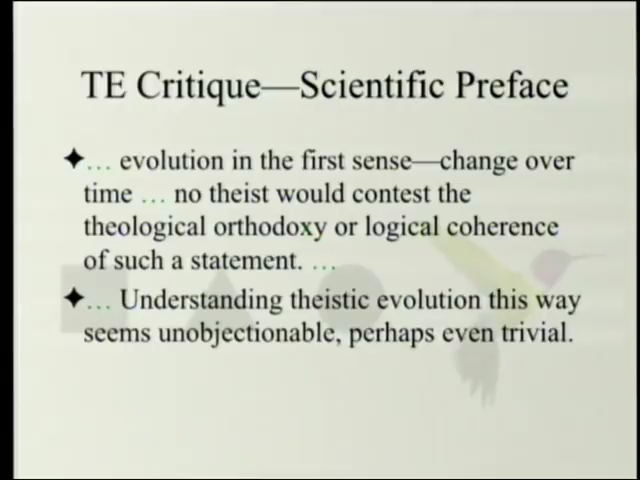 TE Critique—Scientific Preface
✦… evolution in the first sense—change over
time … no theist would contest the
theological orthodoxy or logical coherence
of such a statement. …
✦… Understanding theistic evolution this way
seems unobjectionable, perhaps even trivial.